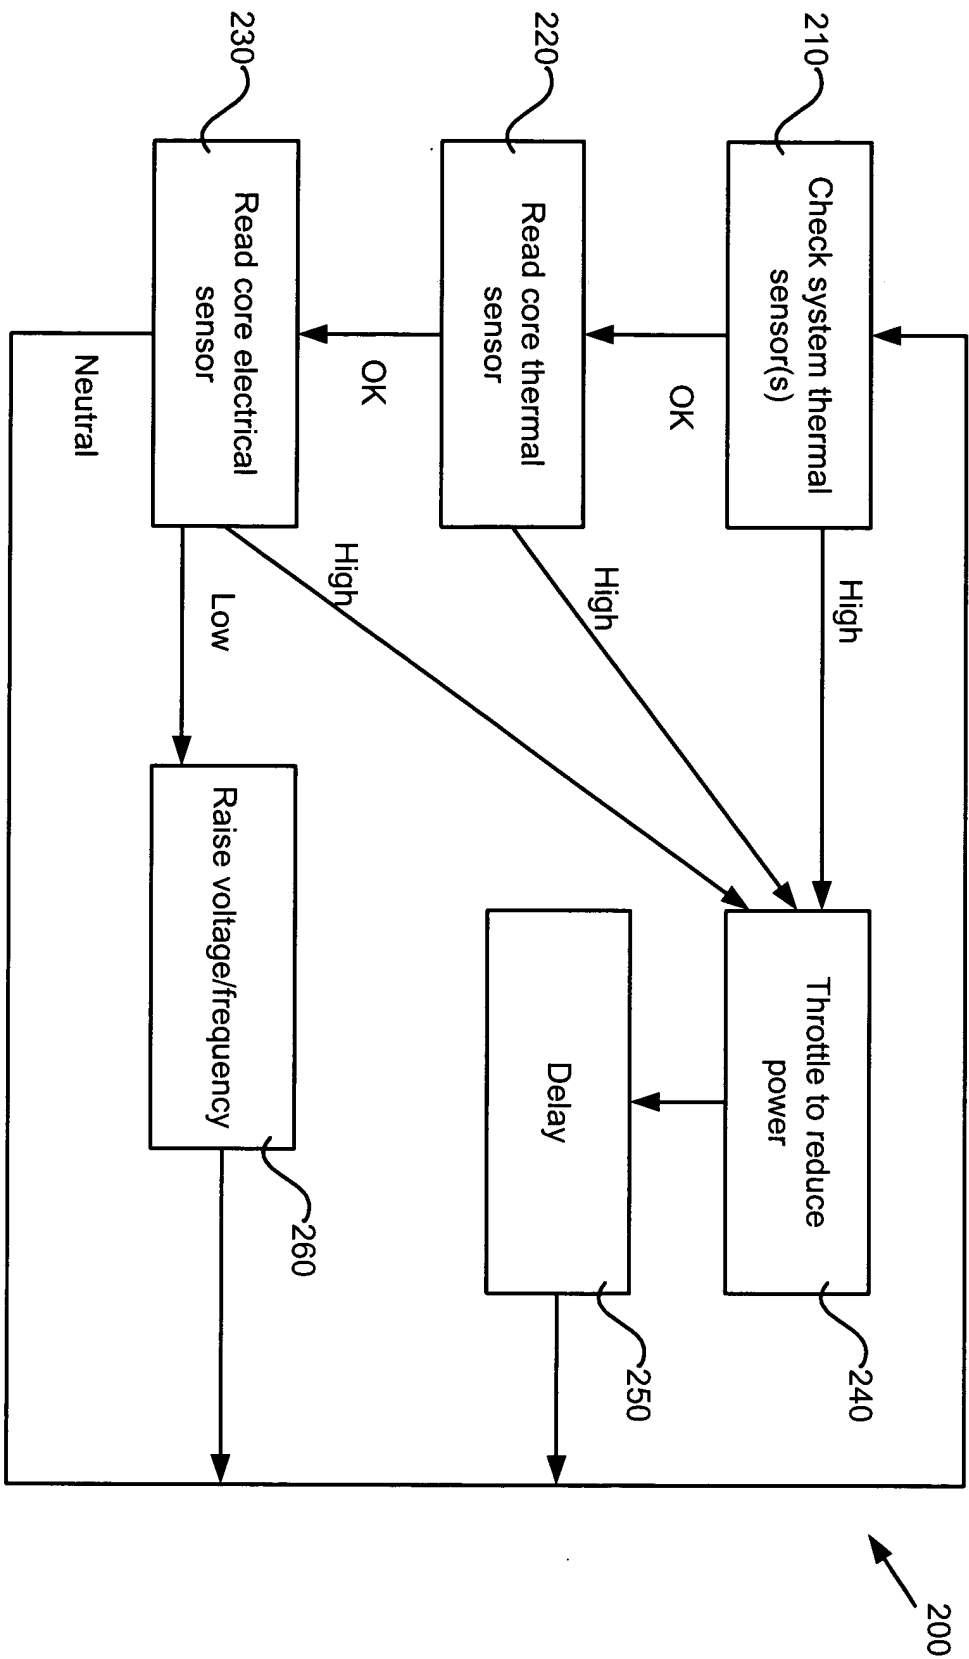 200
210
Check system thermal
sensor(s)
High
Throttle to reduce
power
240
OK
220
Read core thermal
sensor
High
Delay
250
OK
230
Read core electrical
sensor
High
Low
Raise voltage/frequency
260
Neutral